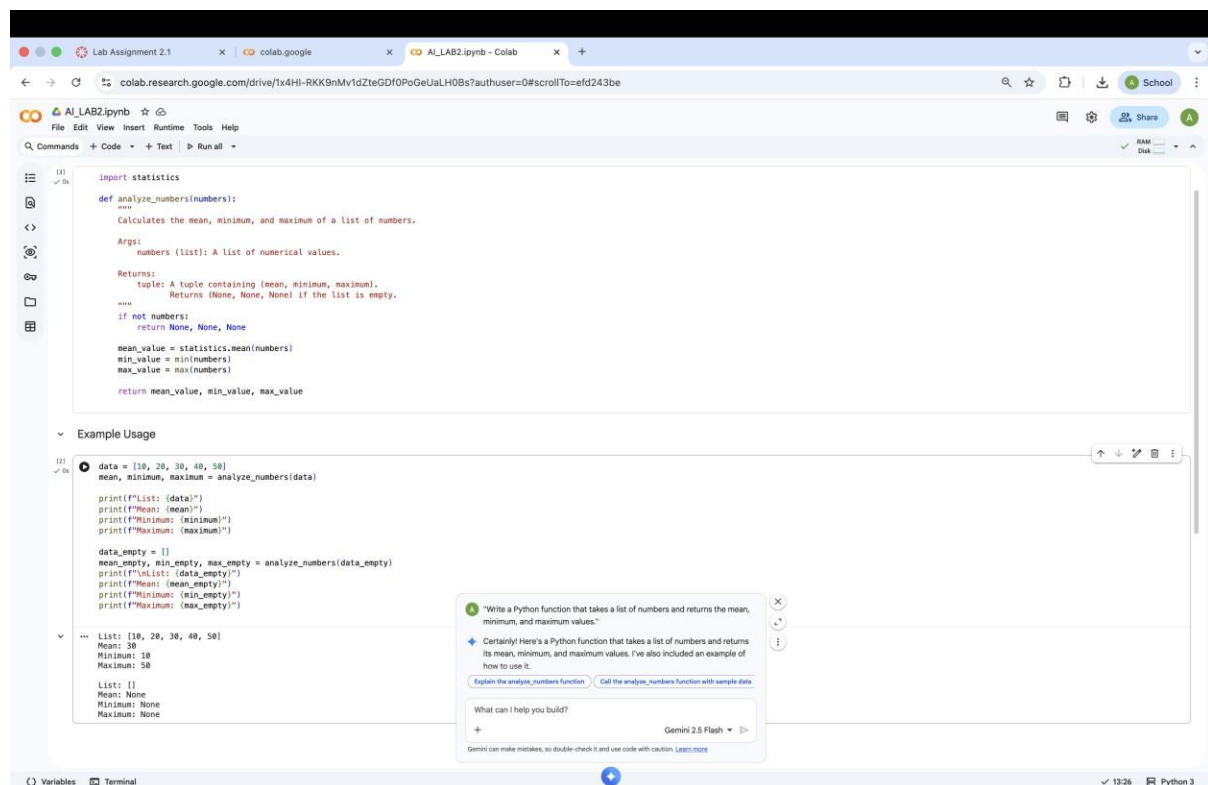 Lab Assignment 2.1
colab.google
AI_LAB2.ipynb - Colab
colab.research.google.com/drive/1x4HI-RKK9nMv1dZteGDf0PoGeUaLH0Bs?authuser=0#scrollTo=efd243be
A School
CO AI_LAB2.ipynb
File Edit View Insert Runtime Tools Help
Share
A
Commands + Code + Text Run all
RAM
Disk
[3]
0s
import statistics
def analyze_numbers(numbers):
"""
Calculates the mean, minimum, and maximum of a list of numbers.
Args:
numbers (list): A list of numerical values.
Returns:
tuple: A tuple containing (mean, minimum, maximum).
Returns (None, None, None) if the list is empty.
"""
if not numbers:
return None, None, None
mean_value = statistics.mean(numbers)
min_value = min(numbers)
max_value = max(numbers)
return mean_value, min_value, max_value
Example Usage
[2]
0s
data = [10, 20, 30, 40, 50]
mean, minimum, maximum = analyze_numbers(data)
print(f"List: {data}")
print(f"Mean: {mean}")
print(f"Minimum: {minimum}")
print(f"Maximum: {maximum}")
data_empty = []
mean_empty, min_empty, max_empty = analyze_numbers(data_empty)
print(f"\nList: {data_empty}")
print(f"Mean: {mean_empty}")
print(f"Minimum: {min_empty}")
print(f"Maximum: {max_empty}")
List: [10, 20, 30, 40, 50]
Mean: 30
Minimum: 10
Maximum: 50
List: []
Mean: None
Minimum: None
Maximum: None
A "Write a Python function that takes a list of numbers and returns the mean,
minimum, and maximum values."
Certainly! Here's a Python function that takes a list of numbers and returns
its mean, minimum, and maximum values. I've also included an example of
how to use it.
Explain the analyze_numbers function Call the analyze_numbers function with sample data
What can I help you build?
Gemini 2.5 Flash
Gemini can make mistakes, so double-check it and use code with caution. Learn more
Variables Terminal
13:26 Python 3